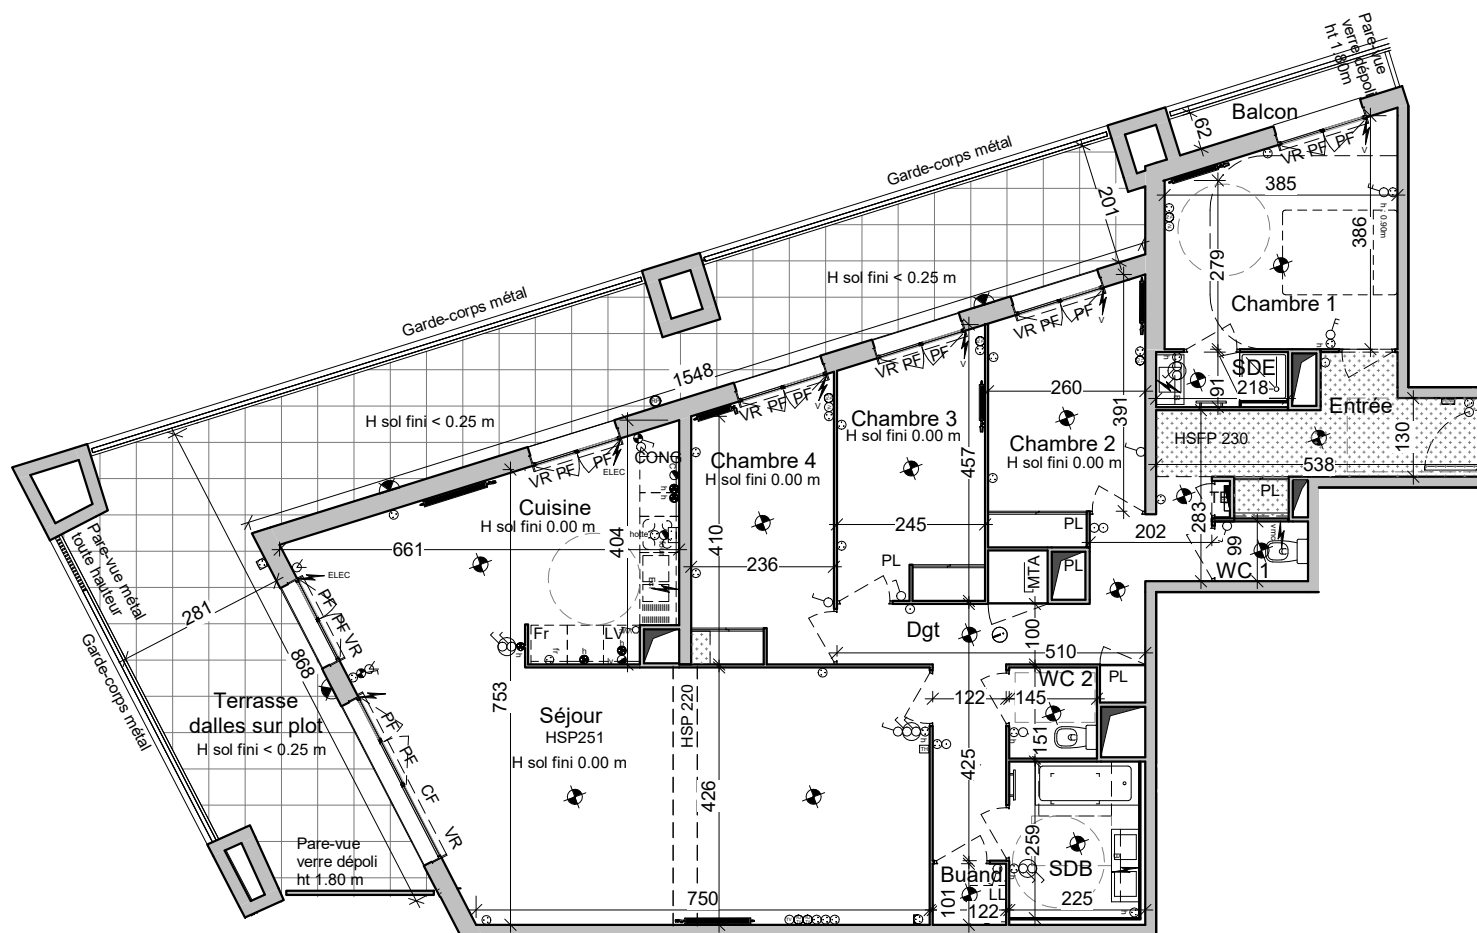 Pare-vue
verre dépoli
ht 1.80m
Balcon
62
VR PF PF
Garde-corps métal
201
385
h : 0.90m
386
279
Chambre 1
H sol fini < 0.25 m
Garde-corps métal
VR PF PF
VR PF PF
1548
VR PF PF
SDE
218
91
Entrée
130
HSFP 230
538
260
391
Chambre 2
H sol fini 0.00 m
Chambre 3
H sol fini 0.00 m
457
H sol fini < 0.25 m
CONG
ELEC
VR PF PF
Chambre 4
H sol fini 0.00 m
Cuisine
H sol fini 0.00 m
404
410
661
hotte
245
236
PL
PL
PL
PL
MTA
202
283
99
WC 1
Pare-vue métal
toute hauteur
281
ELEC
PF
PF
VR
Fr
LV
Dgt
100
510
Garde-corps métal
868
Terrasse
dalles sur plot
H sol fini < 0.25 m
753
Séjour
HSP251
H sol fini 0.00 m
HSP 220
122
145
WC 2
PL
151
425
426
PF
PF
CF
VR
Pare-vue
verre dépoli
ht 1.80 m
259
SDB
225
Buand.
LL
101
122
750